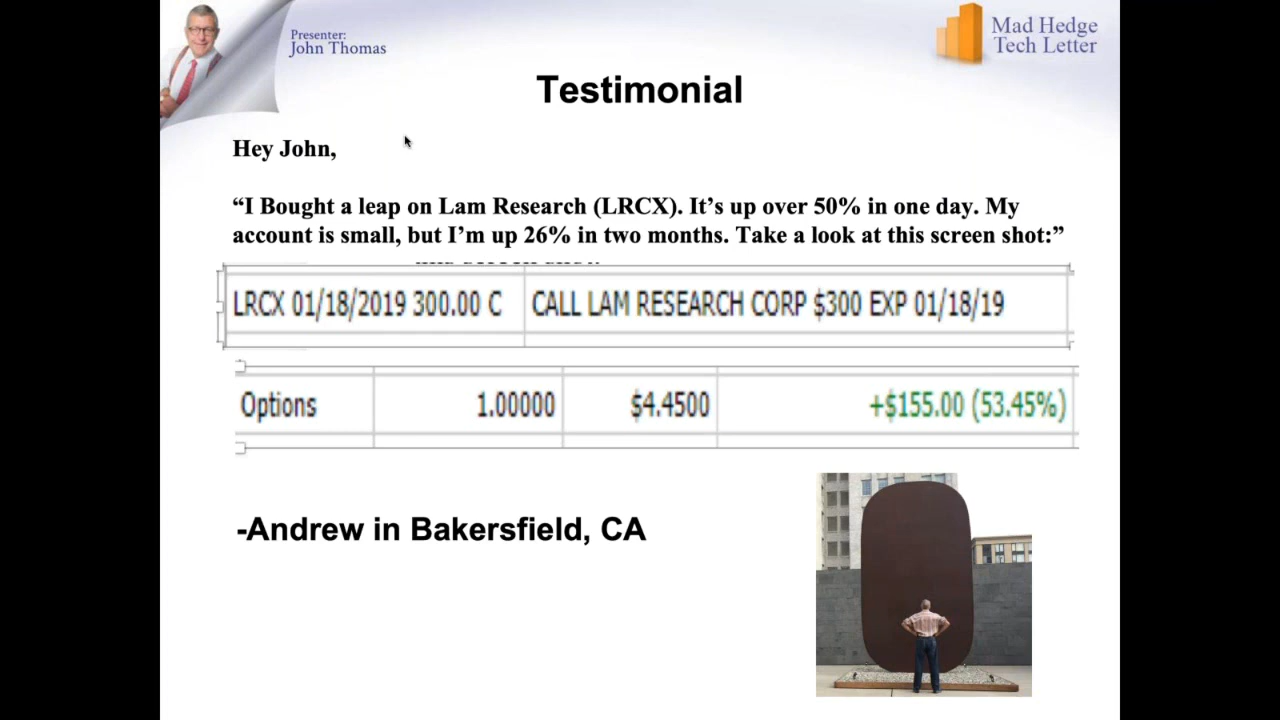 Presenter:
John Thomas
Mad Hedge
Tech Letter
Testimonial
Hey John,
“I Bought a leap on Lam Research (LRCX). It’s up over 50% in one day. My
account is small, but I’m up 26% in two months. Take a look at this screen shot:”
LRCX 01/18/2019 300.00 C CALL LAM RESEARCH CORP $300 EXP 01/18/19
Options 1.00000 $4.4500 +$155.00 (53.45%)
-Andrew in Bakersfield, CA